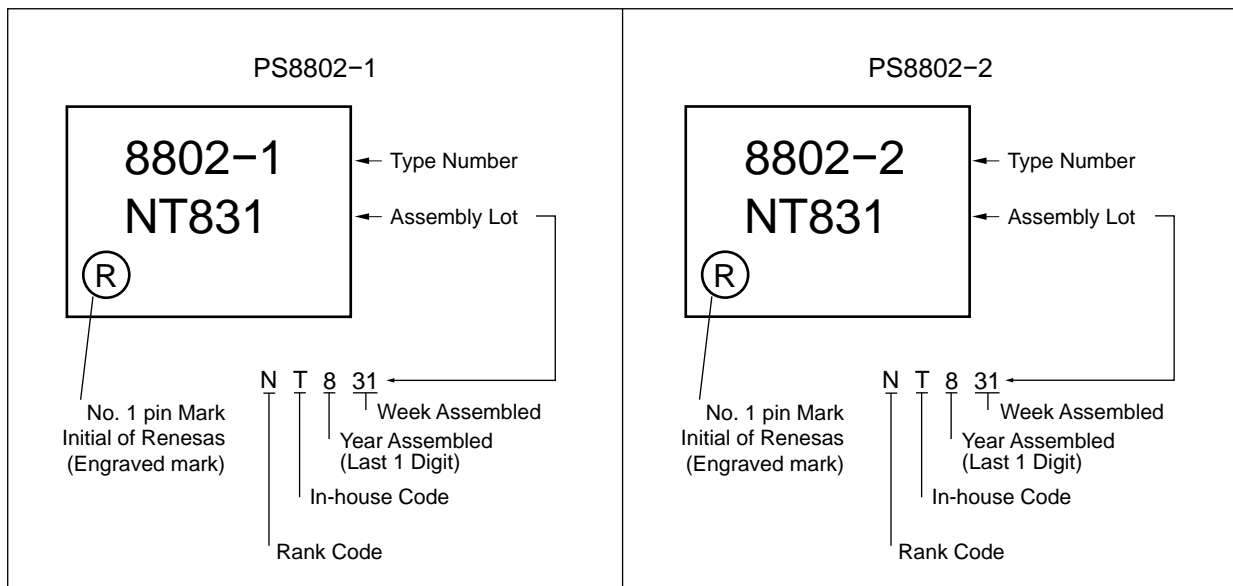 PS8802−1
8802−1
NT831
R
Type Number
Assembly Lot
N T 8 31
Week Assembled
Year Assembled
(Last 1 Digit)
In-house Code
Rank Code
No. 1 pin Mark
Initial of Renesas
(Engraved mark)
PS8802−2
8802−2
NT831
R
Type Number
Assembly Lot
N T 8 31
Week Assembled
Year Assembled
(Last 1 Digit)
In-house Code
Rank Code
No. 1 pin Mark
Initial of Renesas
(Engraved mark)